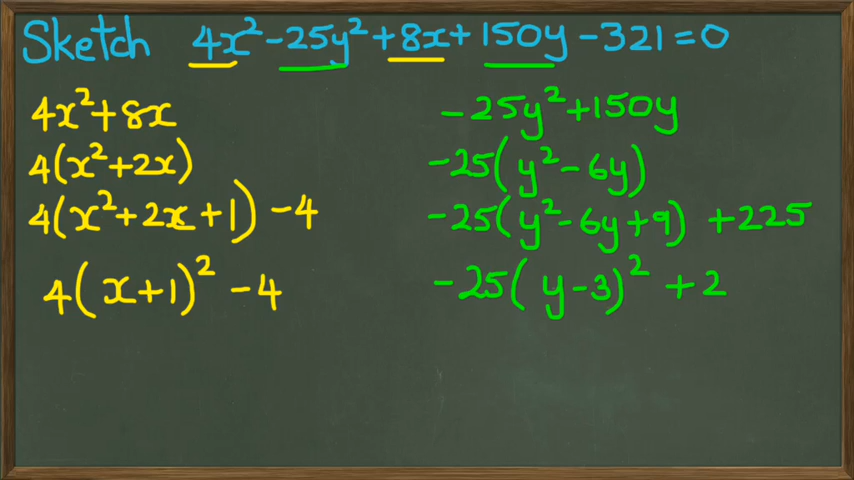 Sketch 4x² - 25y² + 8x + 150y - 321 = 0
4x² + 8x
4(x² + 2x)
4(x² + 2x + 1) - 4
4(x + 1)² - 4
-25y² + 150y
-25(y² - 6y)
-25(y² - 6y + 9) + 225
-25(y - 3)² + 2